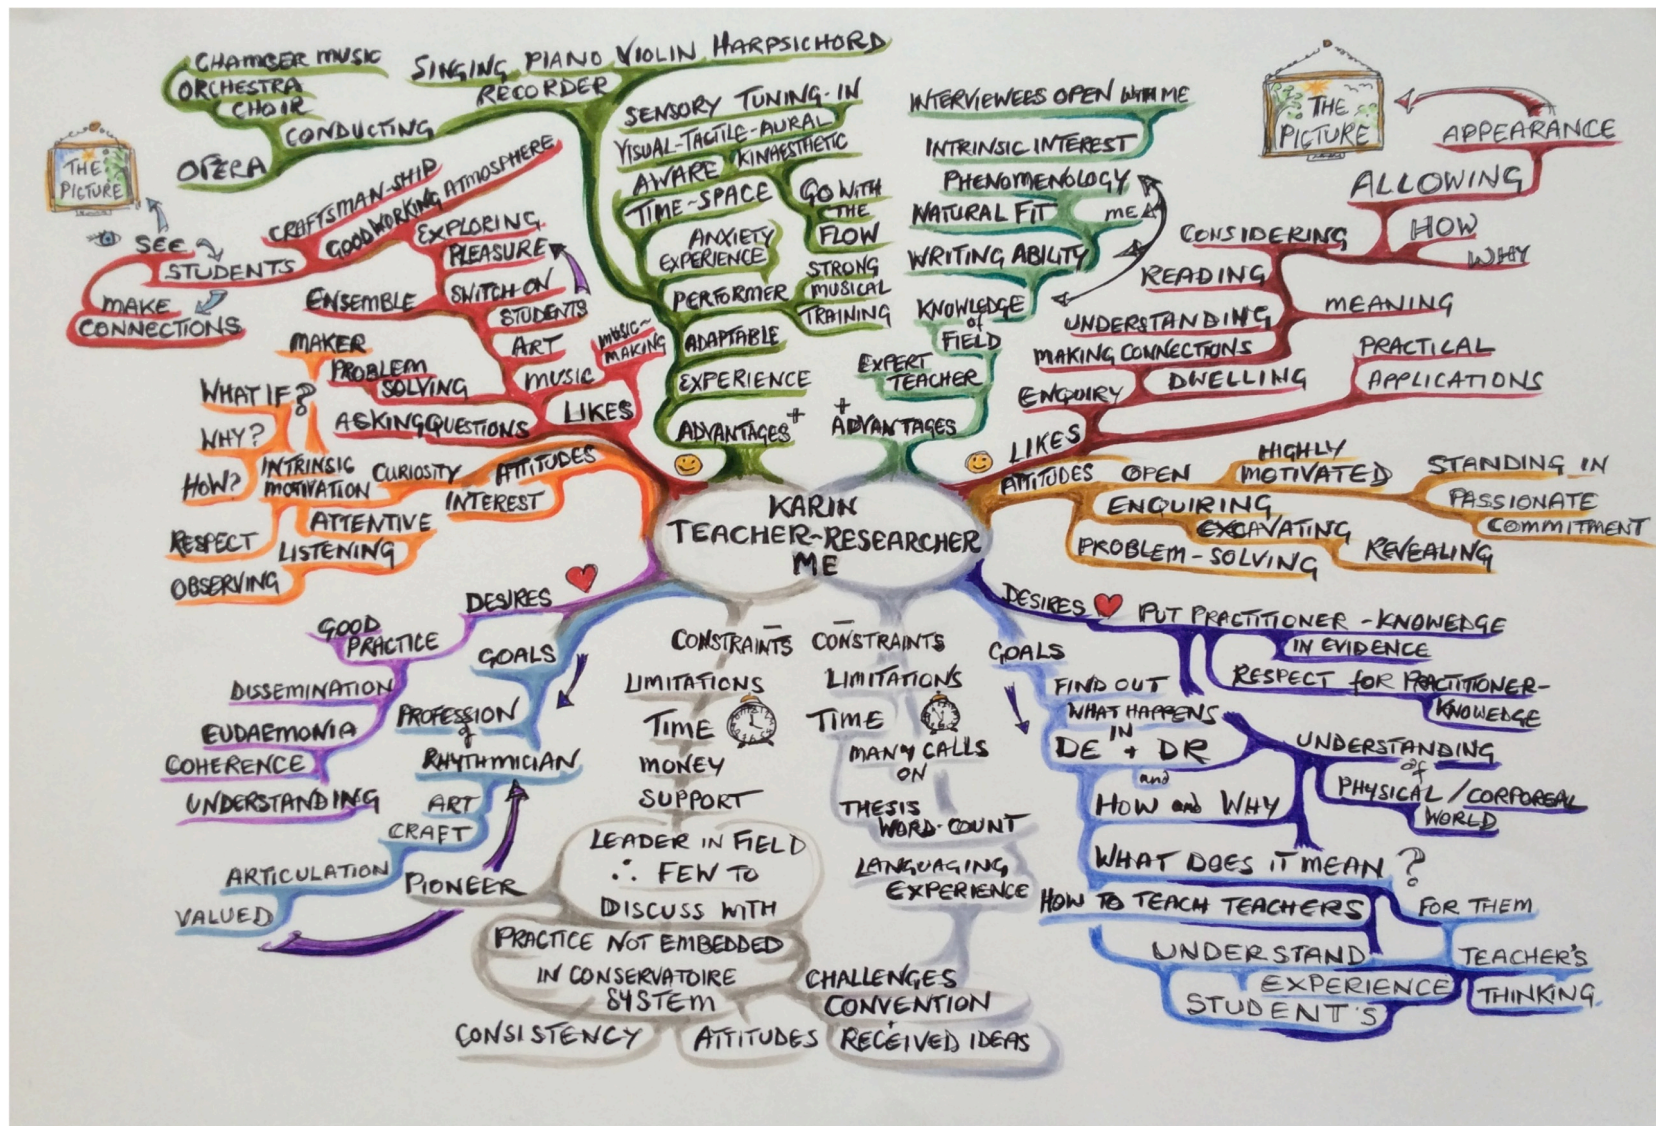 CHAMBER MUSIC
ORCHESTRA
CHOIR
CONDUCTING
OPERA
SINGING PIANO VIOLIN HARPSICHORD
RECORDER
SENSORY TUNING-IN
VISUAL-TACTILE-AURAL
KINAESTHETIC
AWARE
TIME-SPACE
GO WITH
THE
FLOW
ANXIETY
EXPERIENCE
PERFORMER
STRONG
MUSICAL
TRAINING
ADAPTABLE
EXPERIENCE
ADVANTAGES +
THE
PICTURE
SEE
STUDENTS
MAKE
CONNECTIONS
CRAFTSMAN-SHIP
GOOD WORKING ATMOSPHERE
EXPLORING
PLEASURE
SWITCH ON
STUDENTS
ENSEMBLE
ART
MUSIC
MUSIC-
MAKING
LIKES
MAKER
PROBLEM
SOLVING
ASKING QUESTIONS
WHAT IF?
WHY?
HOW?
INTRINSIC
MOTIVATION
CURIOSITY
ATTITUDES
INTEREST
ATTENTIVE
LISTENING
RESPECT
OBSERVING
INTERVIEWEES OPEN WITH ME
INTRINSIC INTEREST
PHENOMENOLOGY
NATURAL FIT
ME
WRITING ABILITY
KNOWLEDGE
of
FIELD
EXPERT
TEACHER
+
ADVANTAGES
THE
PICTURE
APPEARANCE
ALLOWING
HOW
WHY
CONSIDERING
READING
MEANING
UNDERSTANDING
MAKING CONNECTIONS
DWELLING
ENQUIRY
PRACTICAL
APPLICATIONS
LIKES
ATTITUDES
OPEN
HIGHLY
MOTIVATED
STANDING IN
PASSIONATE
COMMITMENT
ENQUIRING
EXCAVATING
REVEALING
PROBLEM-SOLVING
KARIN
TEACHER-RESEARCHER
ME
DESIRES
GOOD
PRACTICE
DISSEMINATION
EUDAEMONIA
COHERENCE
UNDERSTANDING
GOALS
PROFESSION
of
RHYTHMICIAN
ART
CRAFT
ARTICULATION
VALUED
PIONEER
CONSTRAINTS -
LIMITATIONS
TIME
MONEY
SUPPORT
LEADER IN FIELD
∴ FEW TO
DISCUSS WITH
PRACTICE NOT EMBEDDED
IN CONSERVATOIRE
SYSTEM
CONSISTENCY
ATTITUDES
- CONSTRAINTS
LIMITATIONS
TIME
MANY CALLS
ON
THESIS
WORD-COUNT
LANGUAGING
EXPERIENCE
CHALLENGES
CONVENTION
+
RECEIVED IDEAS
DESIRES
PUT PRACTITIONER - KNOWLEDGE
IN EVIDENCE
RESPECT for PRACTITIONER-
KNOWEDGE
GOALS
FIND OUT
WHAT HAPPENS
IN
DE + DR
and
HOW and WHY
UNDERSTANDING
of
PHYSICAL / CORPOREAL
WORLD
WHAT DOES IT MEAN ?
HOW TO TEACH TEACHERS
FOR THEM
UNDERSTAND
EXPERIENCE
STUDENT'S
TEACHER'S
THINKING